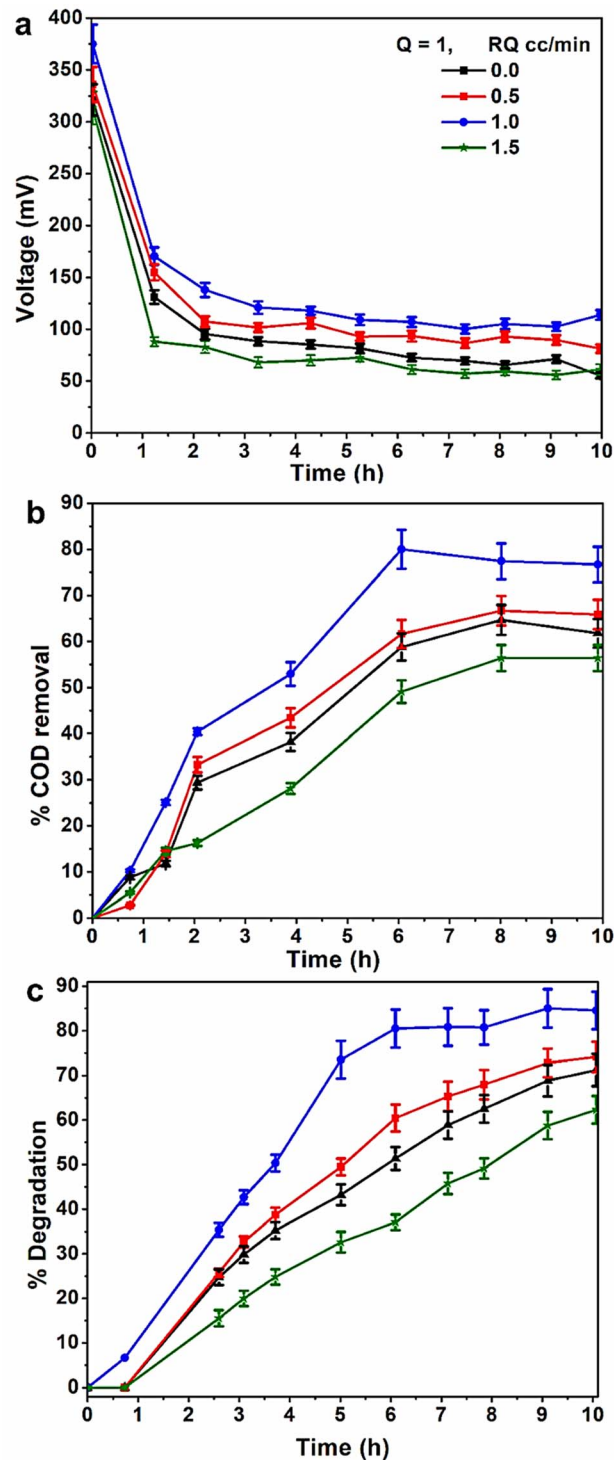 a
Q = 1, RQ cc/min
0.0
0.5
1.0
1.5
400
350
300
250
200
150
100
50
0
Voltage (mV)
0 1 2 3 4 5 6 7 8 9 10
Time (h)
b
90
80
70
60
50
40
30
20
10
0
% COD removal
0 1 2 3 4 5 6 7 8 9 10
Time (h)
c
90
80
70
60
50
40
30
20
10
0
% Degradation
0 1 2 3 4 5 6 7 8 9 10
Time (h)